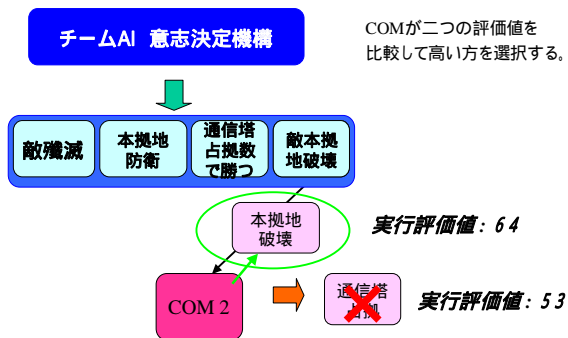 チームAI 意志決定機構
COMが二つの評価値を
比較して高い方を選択する。
敵殲滅
本拠地
防衛
通信塔
占拠数
で勝つ
敵本拠
地破壊
本拠地
破壊
実行評価値: 64
COM 2
通信塔
占拠
実行評価値: 53